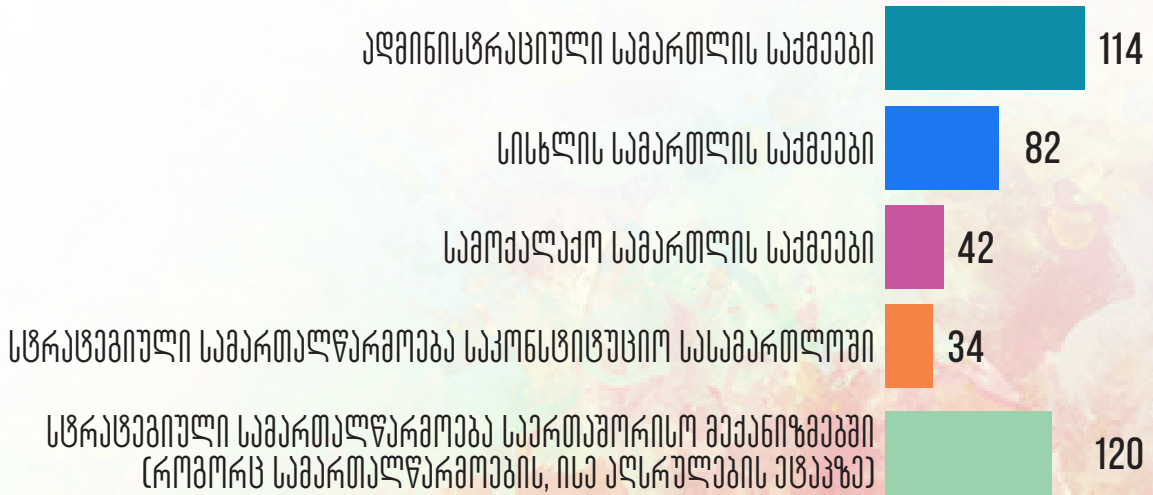 ადმინისტრაციული სამართლის საქმეები 114
სისხლის სამართლის საქმეები 82
სამოქალაქო სამართლის საქმეები 42
სტრატეგიული სამართალწარმოება საკონსტიტუციო სასამართლოში 34
სტრატეგიული სამართალწარმოება საერთაშორისო მექანიზმებში
(როგორც სამართალწარმოების, ისე აღსრულების ეტაპზე) 120